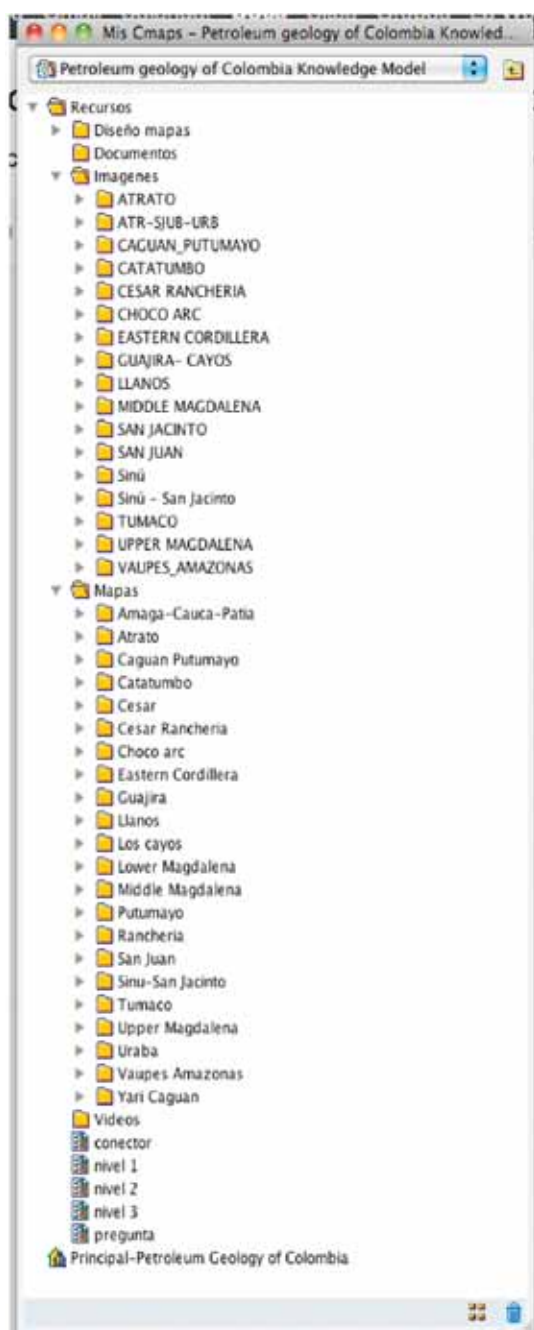 Mis Cmaps - Petroleum geology of Colombia Knowled...
Petroleum geology of Colombia Knowledge Model
Recursos
Diseño mapas
Documentos
Imagenes
ATRATO
ATR-SJUB-URB
CAGUAN_PUTUMAYO
CATATUMBO
CESAR RANCHERIA
CHOCO ARC
EASTERN CORDILLERA
GUAJIRA- CAYOS
LLANOS
MIDDLE MAGDALENA
SAN JACINTO
SAN JUAN
Sinú
Sinú - San Jacinto
TUMACO
UPPER MAGDALENA
VAUPES_AMAZONAS
Mapas
Amaga-Cauca-Patia
Atrato
Caguan Putumayo
Catatumbo
Cesar
Cesar Rancheria
Choco arc
Eastern Cordillera
Guajira
Llanos
Los cayos
Lower Magdalena
Middle Magdalena
Putumayo
Rancheria
San Juan
Sinu-San Jacinto
Tumaco
Upper Magdalena
Uraba
Vaupes Amazonas
Yari Caguan
Videos
conector
nivel 1
nivel 2
nivel 3
pregunta
Principal-Petroleum Geology of Colombia